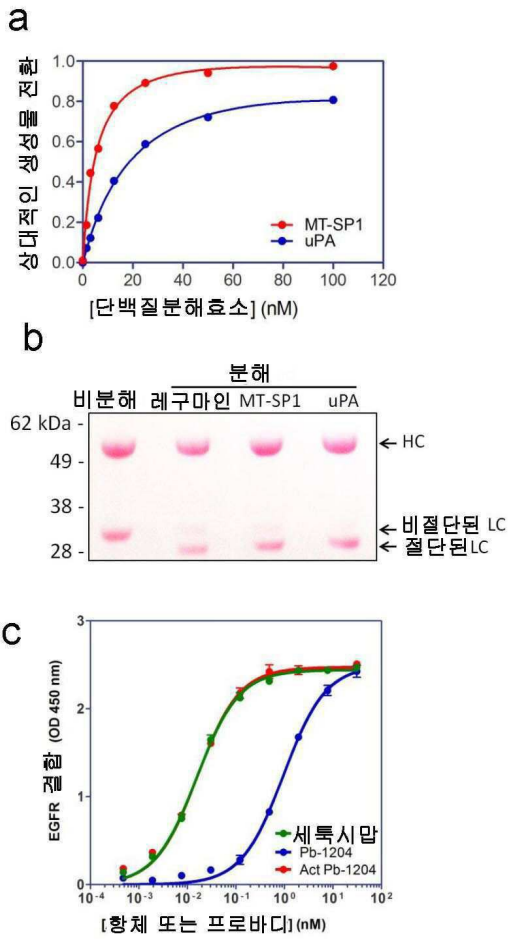 a
상대적인 생성물 전환
1.0
0.8
0.6
0.4
0.2
0.0
MT-SP1
uPA
0 20 40 60 80 100 120
[단백질분해효소] (nM)
b
분해
비분해 레구마인 MT-SP1 uPA
62 kDa -
49 -
38 -
28 -
HC
비절단된 LC
절단된 LC
c
EGFR 결합 (OD 450 nm)
3
2
1
0
세툭시맙
Pb-1204
Act Pb-1204
10⁻⁴ 10⁻³ 10⁻² 10⁻¹ 10⁰ 10¹ 10²
[항체 또는 프로바디] (nM)